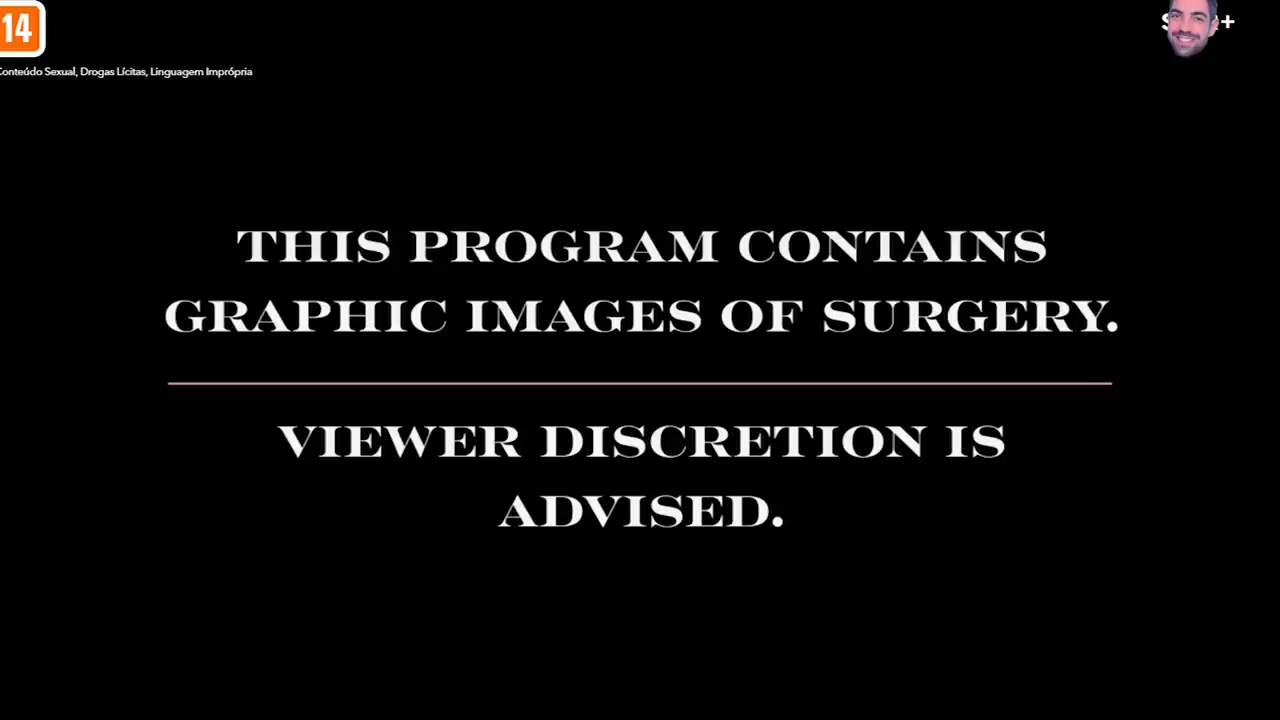 14
Conteúdo Sexual, Drogas Lícitas, Linguagem Imprópria
THIS PROGRAM CONTAINS
GRAPHIC IMAGES OF SURGERY.
VIEWER DISCRETION IS
ADVISED.